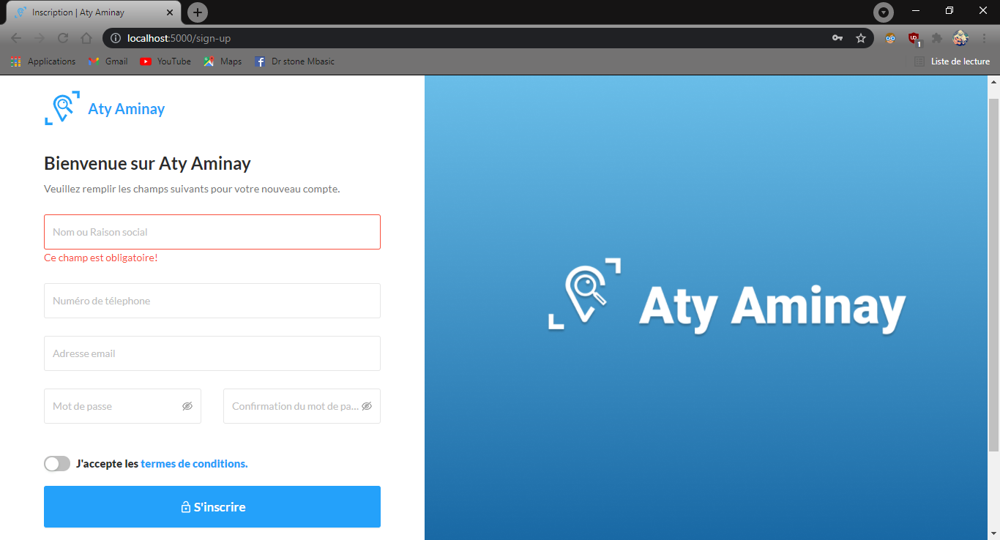 Inscription | Aty Aminay
localhost:5000/sign-up
1
Applications
Gmail
YouTube
Maps
Dr stone Mbasic
Liste de lecture
Aty Aminay
Bienvenue sur Aty Aminay
Veuillez remplir les champs suivants pour votre nouveau compte.
Nom ou Raison social
Ce champ est obligatoire!
Numéro de télephone
Adresse email
Mot de passe
Confirmation du mot de pa...
J'accepte les termes de conditions.
S'inscrire
Aty Aminay